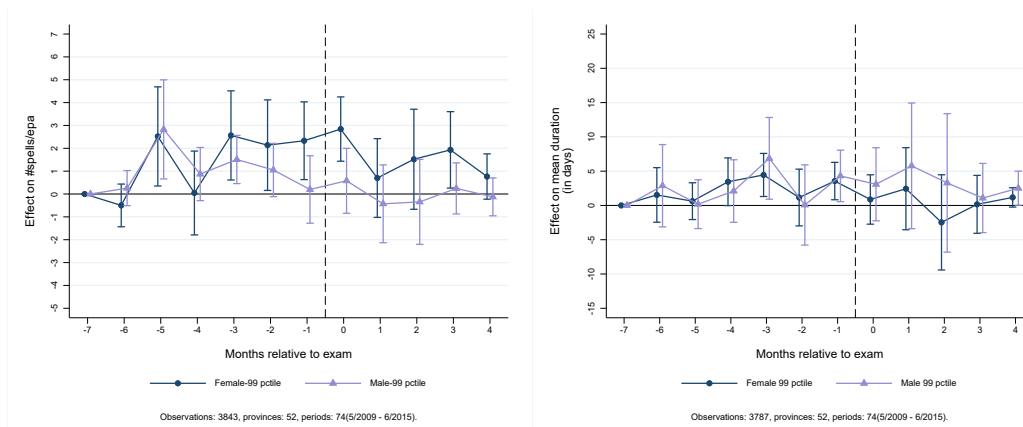 Effect on #spells/epa
7
6
5
4
3
2
1
0
-1
-2
-3
-4
-5
-7 -6 -5 -4 -3 -2 -1 0 1 2 3 4
Months relative to exam
Female-99 pctile Male-99 pctile
Observations: 3843, provinces: 52, periods: 74(5/2009 - 6/2015).
Effect on mean duration
(in days)
25
20
15
10
5
0
-5
-10
-15
-7 -6 -5 -4 -3 -2 -1 0 1 2 3 4
Months relative to exam
Female 99 pctile Male 99 pctile
Observations: 3787, provinces: 52, periods: 74(5/2009 - 6/2015).